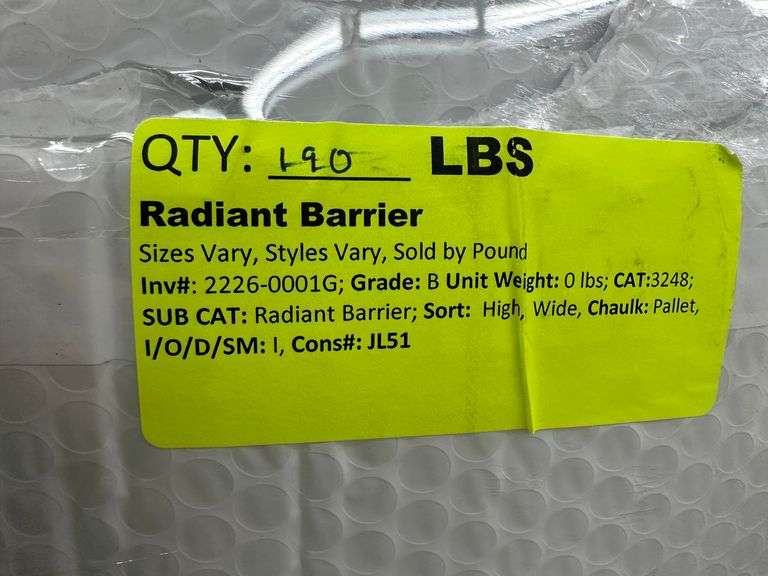 QTY: 190 LBS
Radiant Barrier
Sizes Vary, Styles Vary, Sold by Pound
Inv#: 2226-0001G; Grade: B Unit Weight: 0 lbs; CAT:3248;
SUB CAT: Radiant Barrier; Sort: High, Wide, Chaulk: Pallet,
I/O/D/SM: I, Cons#: JL51